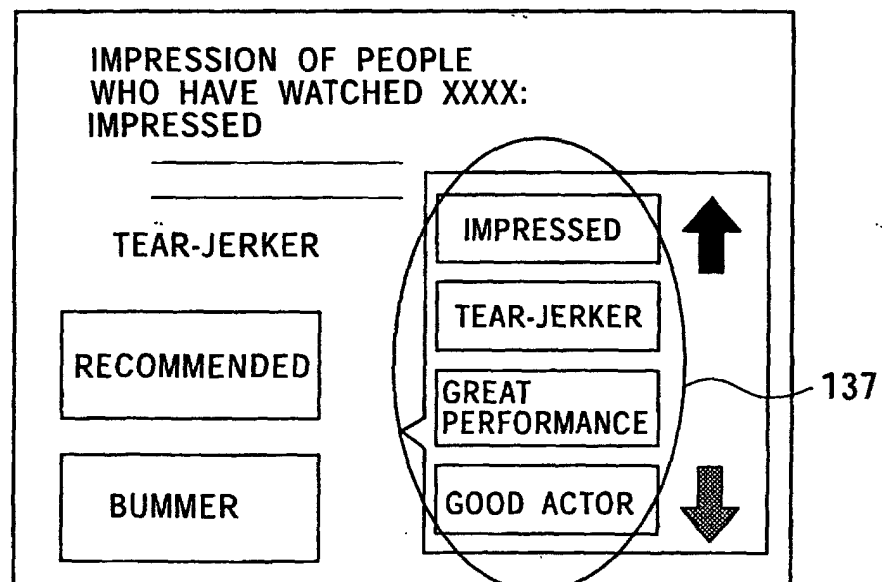 IMPRESSION OF PEOPLE
WHO HAVE WATCHED XXXX:
IMPRESSED
TEAR-JERKER
RECOMMENDED
BUMMER
IMPRESSED
TEAR-JERKER
GREAT
PERFORMANCE
GOOD ACTOR
137